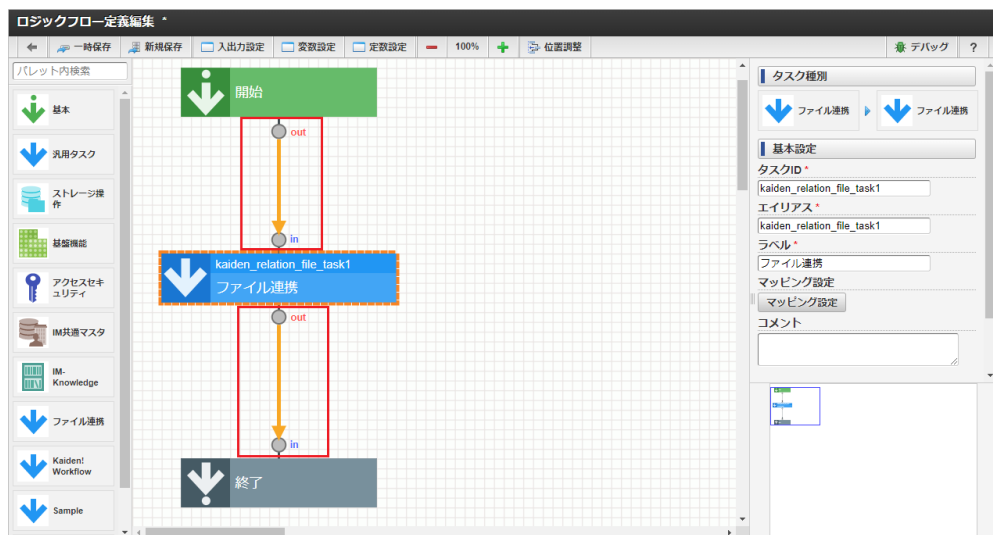 ロジックフロー定義編集 *
一時保存
新規保存
入出力設定
変数設定
定数設定
100%
位置調整
デバッグ
?
パレット内検索
基本
汎用タスク
ストレージ操
作
基盤機能
アクセスセキ
ュリティ
IM共通マスタ
IM-
Knowledge
ファイル連携
Kaiden!
Workflow
Sample
開始
out
in
kaiden_relation_file_task1
ファイル連携
out
in
終了
タスク種別
ファイル連携
ファイル連携
基本設定
タスクID *
kaiden_relation_file_task1
エイリアス *
kaiden_relation_file_task1
ラベル *
ファイル連携
マッピング設定
マッピング設定
コメント